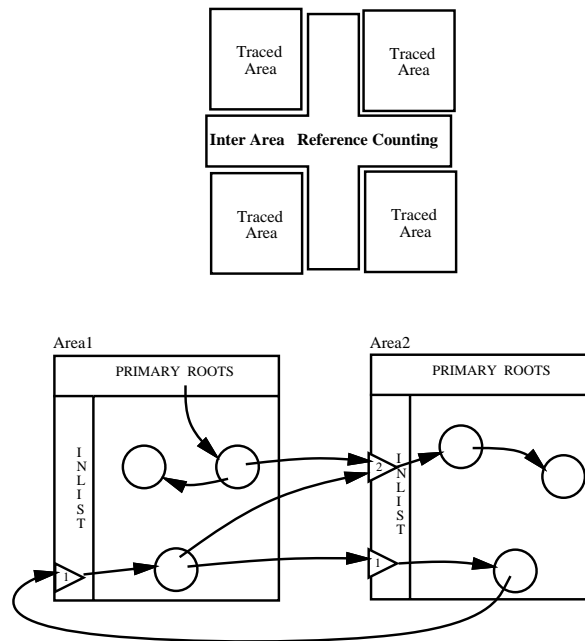 Traced
Area
Traced
Area
Inter Area Reference Counting
Traced
Area
Traced
Area
Area1
PRIMARY ROOTS
INLIST
1
Area2
PRIMARY ROOTS
INLIST
2
1